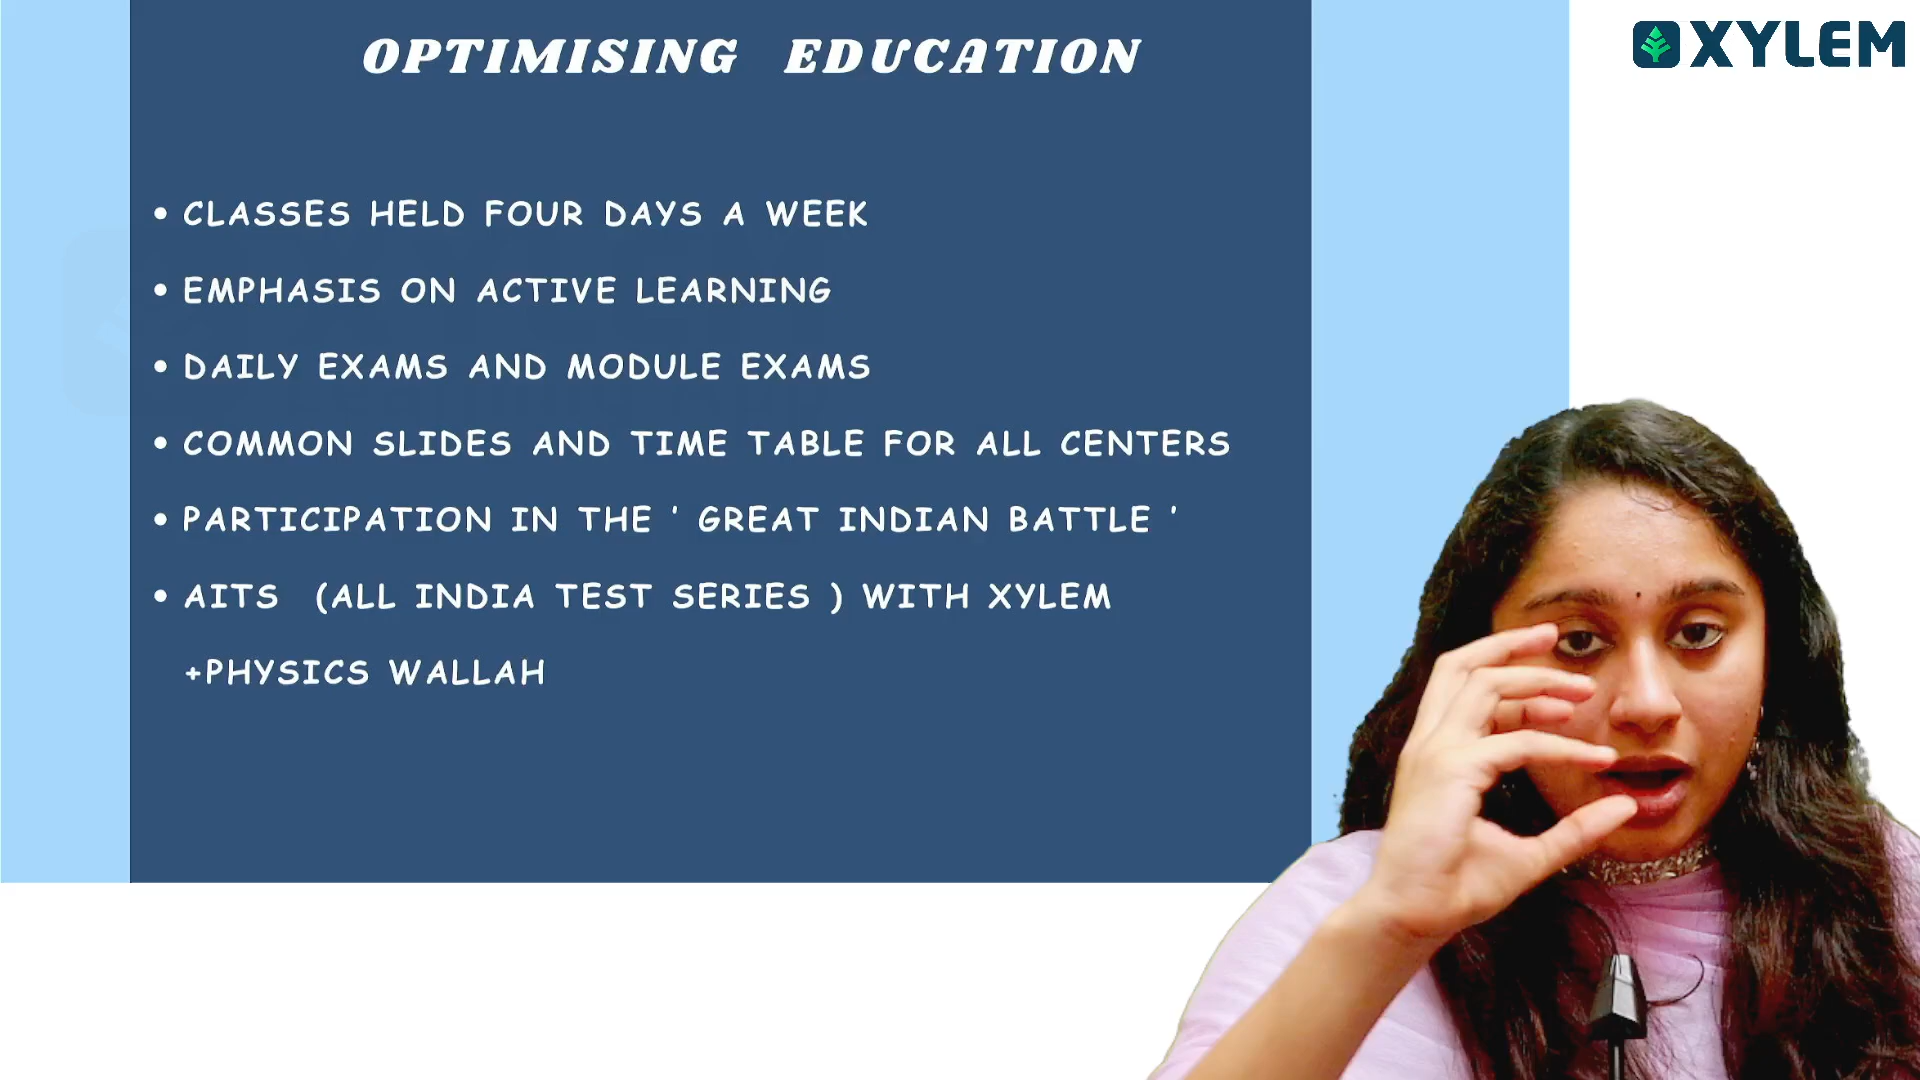 OPTIMISING EDUCATION
XYLEM
• CLASSES HELD FOUR DAYS A WEEK
• EMPHASIS ON ACTIVE LEARNING
• DAILY EXAMS AND MODULE EXAMS
• COMMON SLIDES AND TIME TABLE FOR ALL CENTERS
• PARTICIPATION IN THE ' GREAT INDIAN BATTLE '
• AITS (ALL INDIA TEST SERIES ) WITH XYLEM
+PHYSICS WALLAH